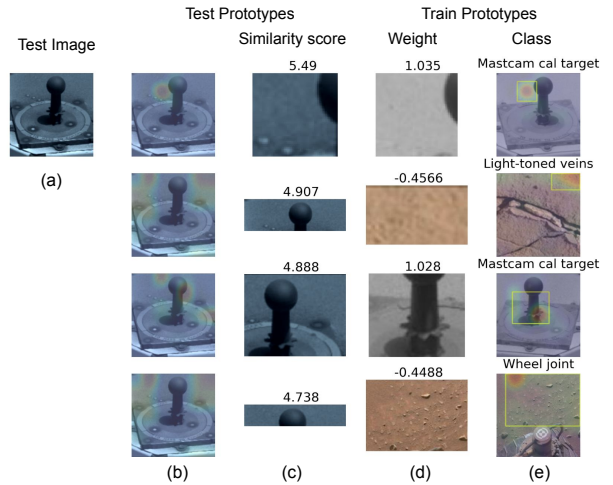 Test Prototypes Train Prototypes
Test Image Similarity score Weight Class
5.49 1.035 Mastcam cal target
(a)
4.907 -0.4566 Light-toned veins
4.888 1.028 Mastcam cal target
4.738 -0.4488 Wheel joint
(b) (c) (d) (e)